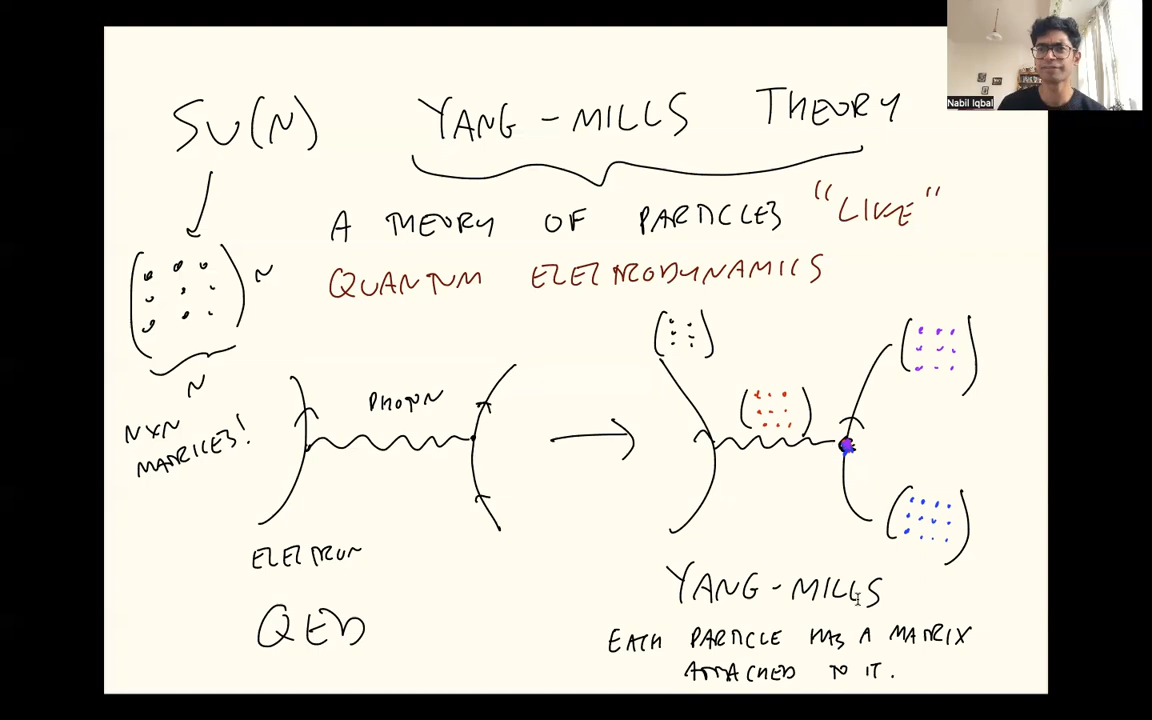 SU(N) YANG-MILLS THEORY
Nabil Iqbal
A THEORY OF PARTICLES "LIKE"
QUANTUM ELECTRODYNAMICS
N
N
NXN
MATRICES!
PHOTON
ELECTRON
QED
YANG-MILLS
EACH PARTICLE HAS A MATRIX
ATTACHED TO IT.